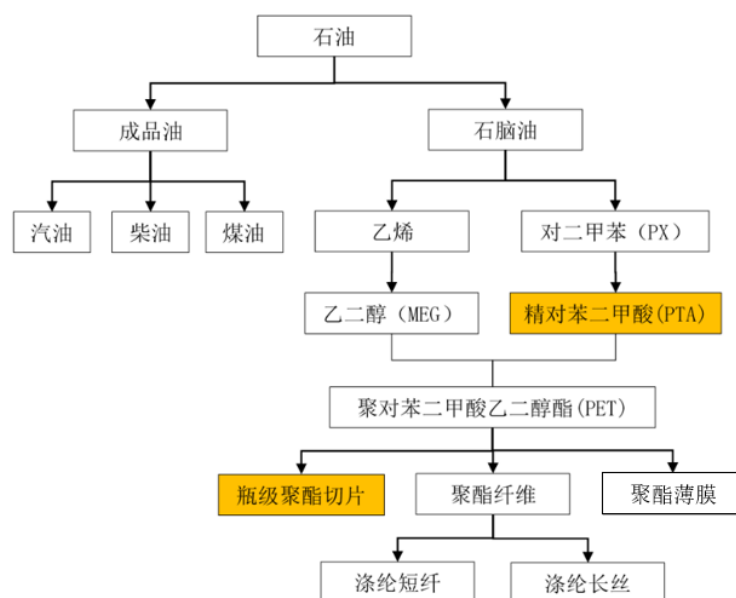 石油
成品油
石脑油
汽油
柴油
煤油
乙烯
对二甲苯（PX）
乙二醇（MEG）
精对苯二甲酸(PTA)
聚对苯二甲酸乙二醇酯(PET)
瓶级聚酯切片
聚酯纤维
聚酯薄膜
涤纶短纤
涤纶长丝